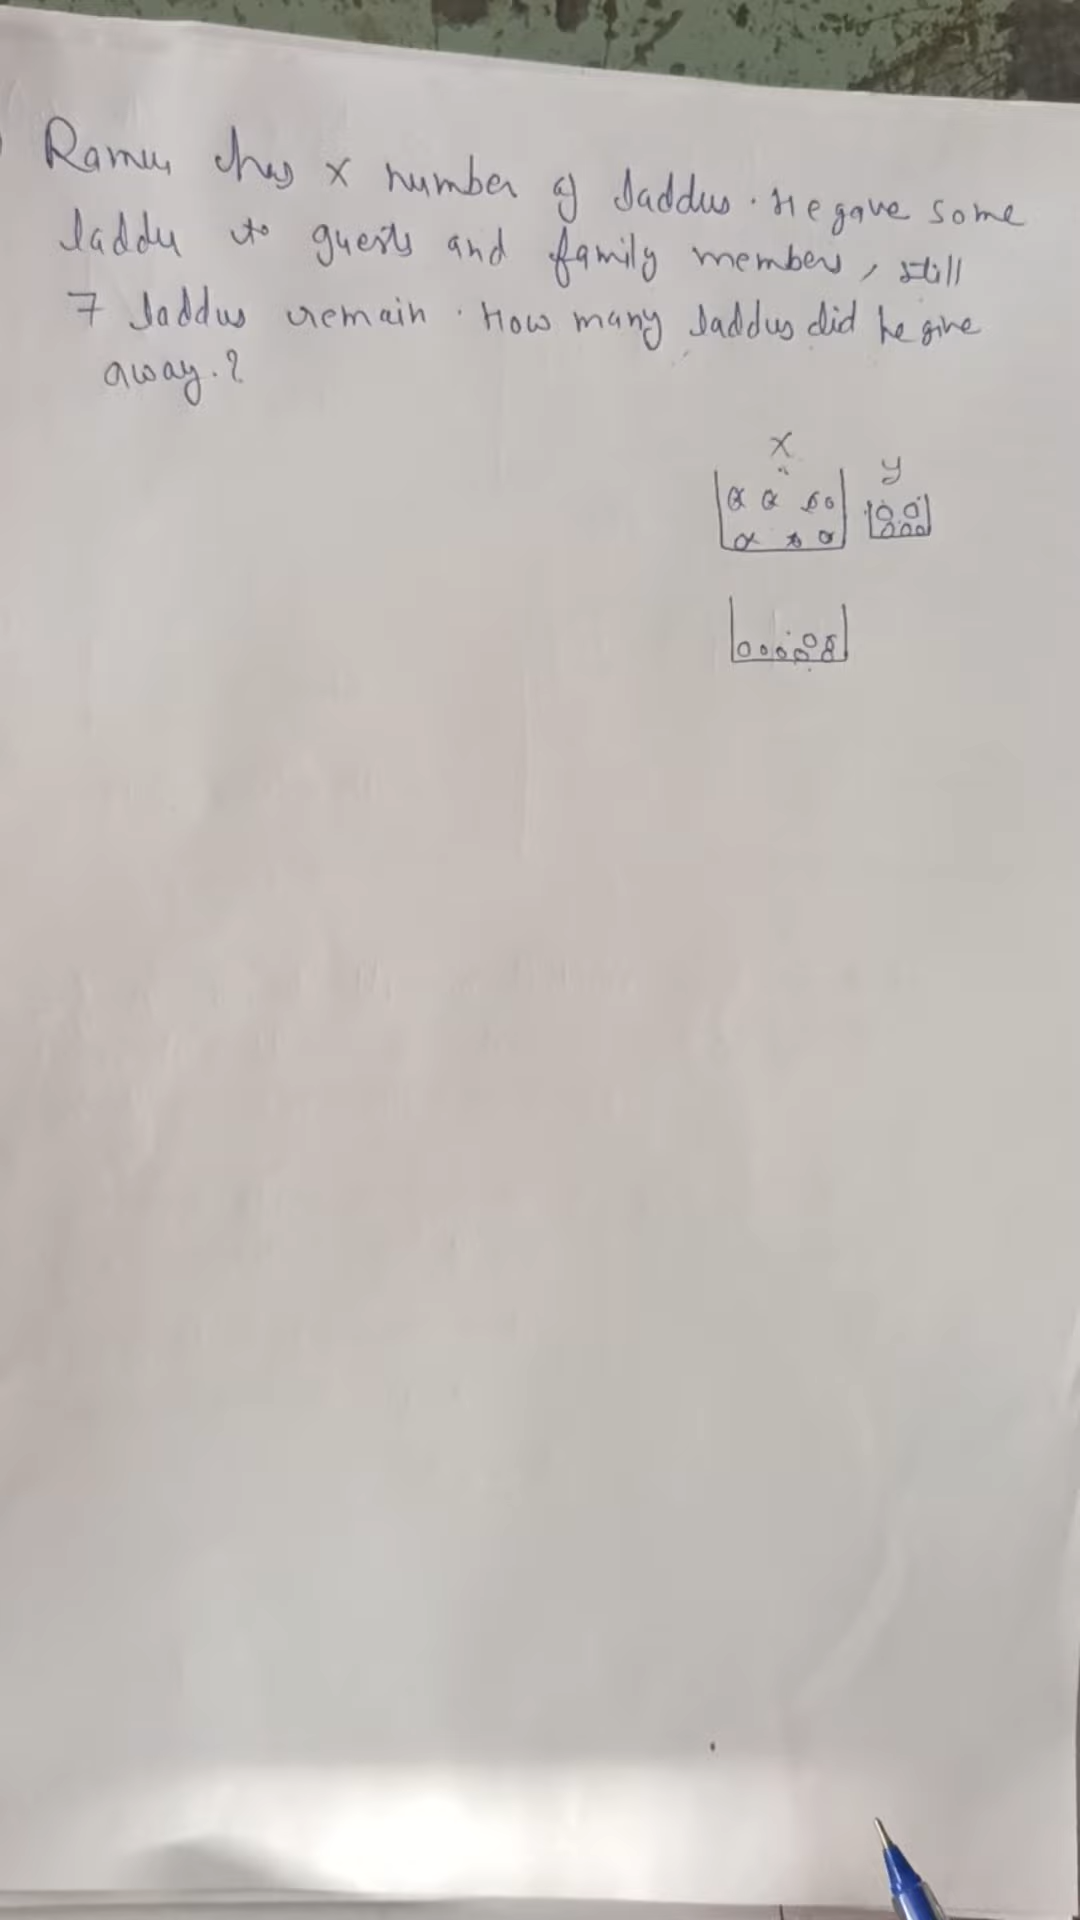 Ramu has x number of laddus. He gave some
laddu to guests and family members, still
7 laddus remain. How many laddus did he give
away.?
x
y